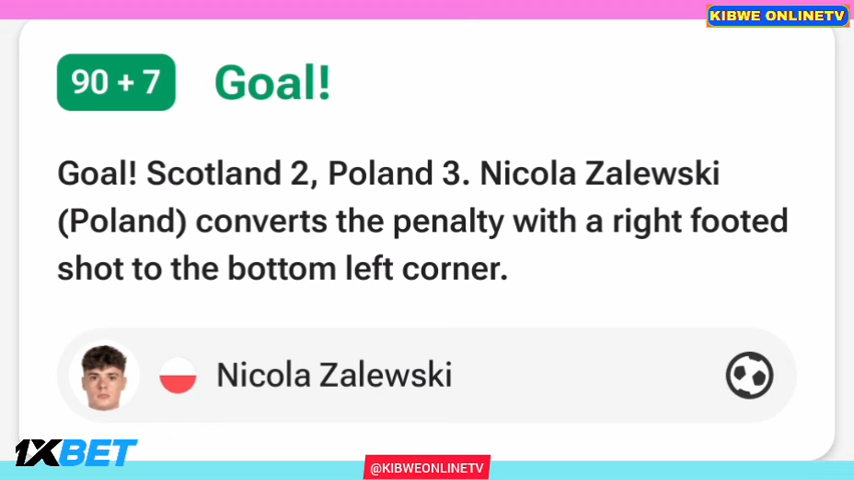 KIBWE ONLINETV
90 + 7 Goal!
Goal! Scotland 2, Poland 3. Nicola Zalewski
(Poland) converts the penalty with a right footed
shot to the bottom left corner.
Nicola Zalewski
1XBET
@KIBWEONLINETV